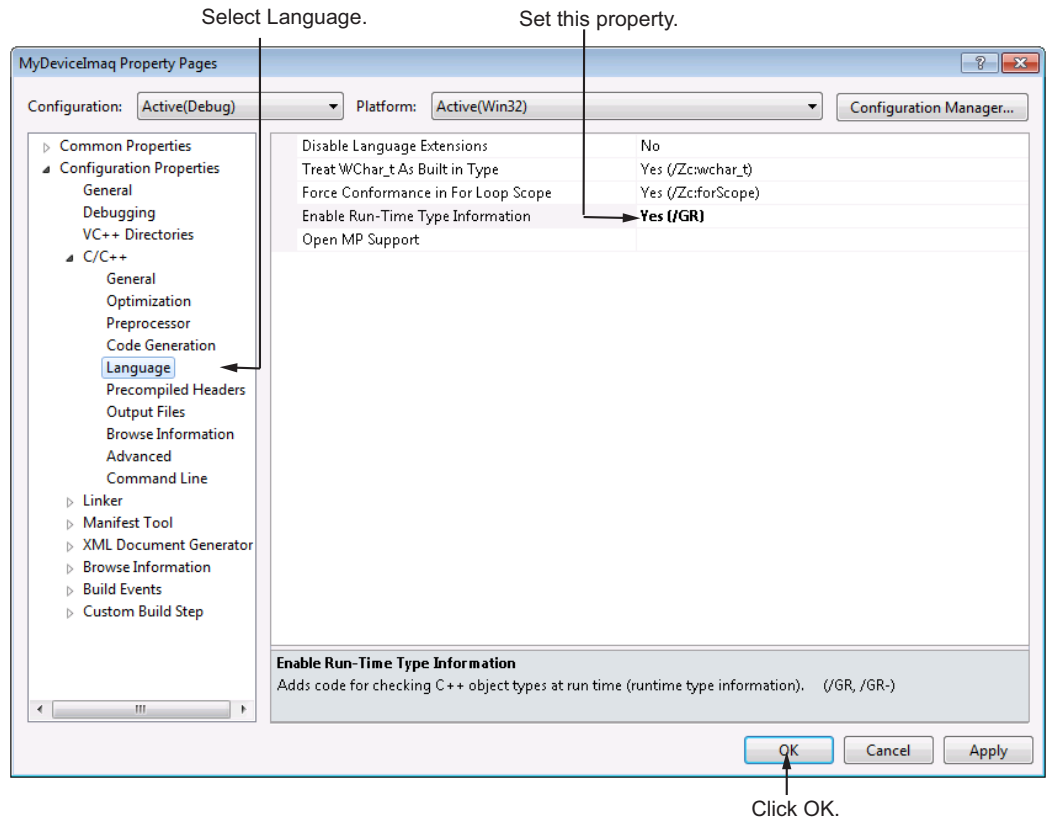 Select Language.
Set this property.
MyDeviceImaq Property Pages
?
Configuration: Active(Debug) Platform: Active(Win32) Configuration Manager...
Common Properties
Configuration Properties
General
Debugging
VC++ Directories
C/C++
General
Optimization
Preprocessor
Code Generation
Language
Precompiled Headers
Output Files
Browse Information
Advanced
Command Line
Linker
Manifest Tool
XML Document Generator
Browse Information
Build Events
Custom Build Step
Disable Language Extensions No
Treat WChar_t As Built in Type Yes (/Zc:wchar_t)
Force Conformance in For Loop Scope Yes (/Zc:forScope)
Enable Run-Time Type Information Yes (/GR)
Open MP Support
Enable Run-Time Type Information
Adds code for checking C++ object types at run time (runtime type information). (/GR, /GR-)
OK Cancel Apply
Click OK.